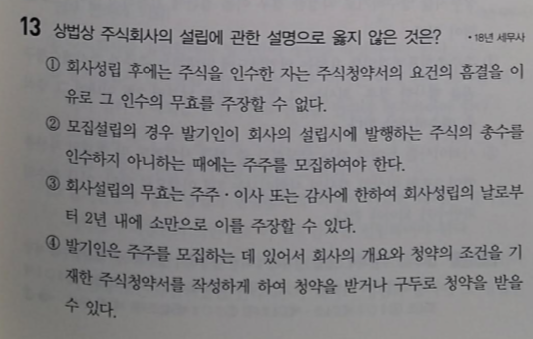 13 상법상 주식회사의 설립에 관한 설명으로 옳지 않은 것은? •18년 세무사
① 회사성립 후에는 주식을 인수한 자는 주식청약서의 요건의 흠결을 이
유로 그 인수의 무효를 주장할 수 없다.
② 모집설립의 경우 발기인이 회사의 설립시에 발행하는 주식의 총수를
인수하지 아니하는 때에는 주주를 모집하여야 한다.
③ 회사설립의 무효는 주주·이사 또는 감사에 한하여 회사성립의 날로부
터 2년 내에 소만으로 이를 주장할 수 있다.
④ 발기인은 주주를 모집하는 데 있어서 회사의 개요와 청약의 조건을 기
재한 주식청약서를 작성하게 하여 청약을 받거나 구두로 청약을 받을
수 있다.